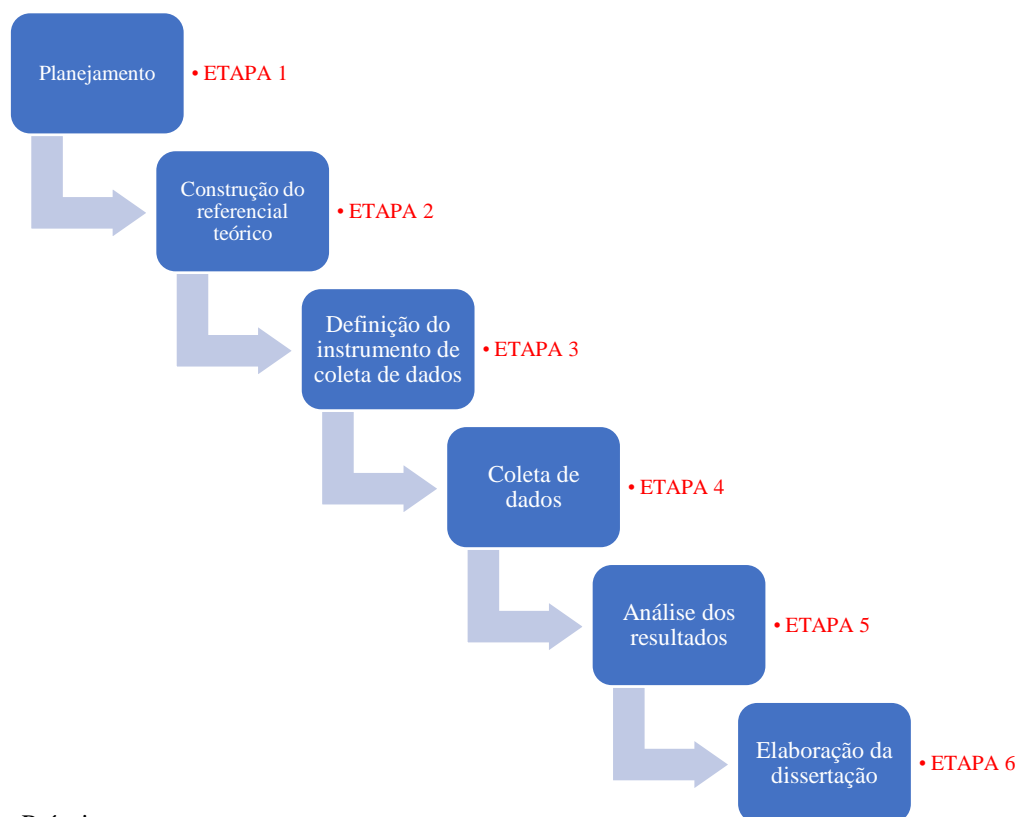 Planejamento
• ETAPA 1
Construção do
referencial
teórico
• ETAPA 2
Definição do
instrumento de
coleta de dados
• ETAPA 3
Coleta de
dados
• ETAPA 4
Análise dos
resultados
• ETAPA 5
Elaboração da
dissertação
• ETAPA 6